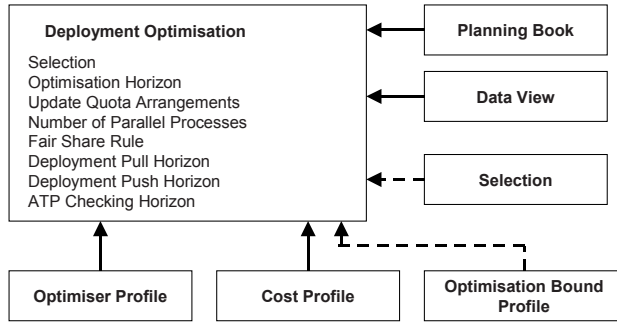 Deployment Optimisation
Selection
Optimisation Horizon
Update Quota Arrangements
Number of Parallel Processes
Fair Share Rule
Deployment Pull Horizon
Deployment Push Horizon
ATP Checking Horizon
Planning Book
Data View
Selection
Optimiser Profile
Cost Profile
Optimisation Bound
Profile